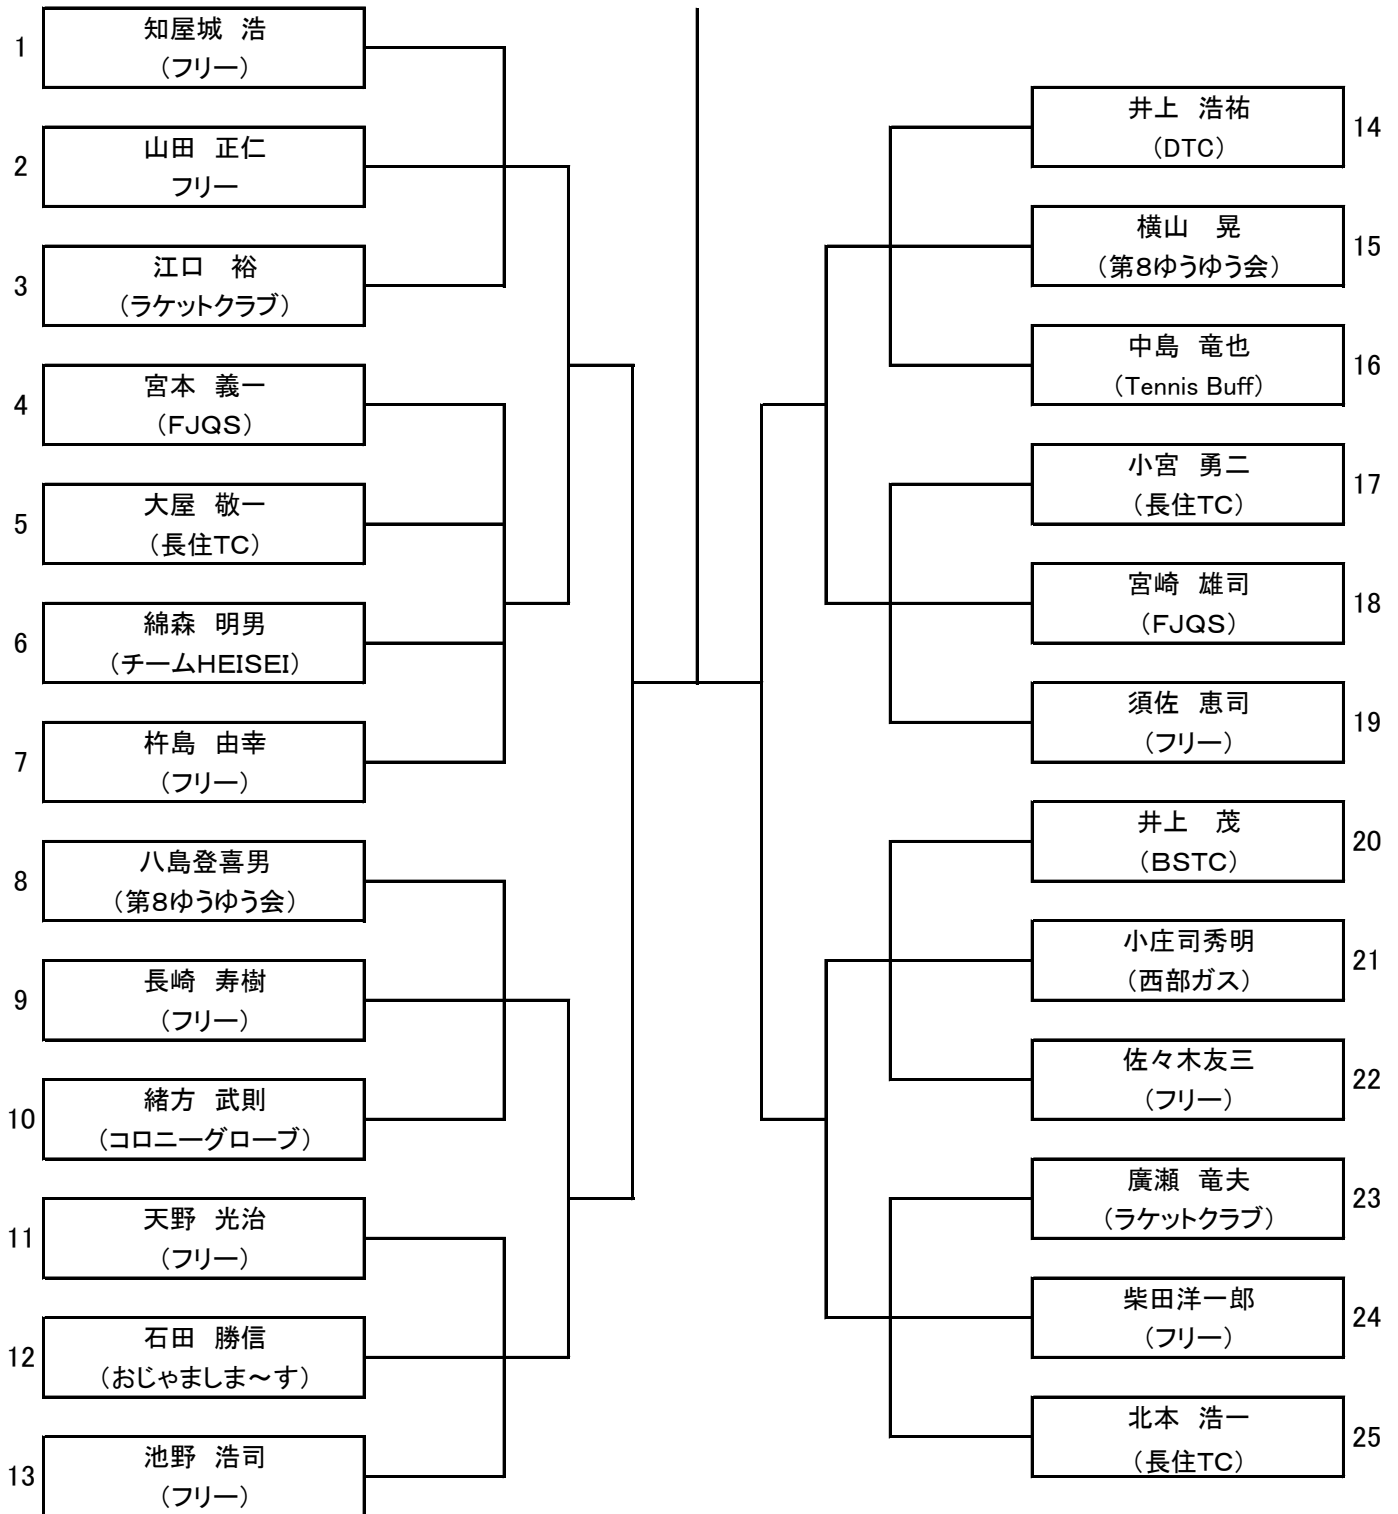 1
知屋城　浩
（フリー）
2
山田　正仁
フリー
3
江口　裕
（ラケットクラブ）
4
宮本　義一
（FJQS）
5
大屋　敬一
（長住TC）
6
綿森　明男
（チームHEISEI）
7
杵島　由幸
（フリー）
8
八島登喜男
（第8ゆうゆう会）
9
長崎　寿樹
（フリー）
10
緒方　武則
（コロニーグローブ）
11
天野　光治
（フリー）
12
石田　勝信
（おじゃましま～す）
13
池野　浩司
（フリー）
井上　浩祐
（DTC）
14
横山　晃
（第8ゆうゆう会）
15
中島　竜也
（Tennis Buff）
16
小宮　勇二
（長住TC）
17
宮崎　雄司
（FJQS）
18
須佐　恵司
（フリー）
19
井上　茂
（BSTC）
20
小庄司秀明
（西部ガス）
21
佐々木友三
（フリー）
22
廣瀬　竜夫
（ラケットクラブ）
23
柴田洋一郎
（フリー）
24
北本　浩一
（長住TC）
25